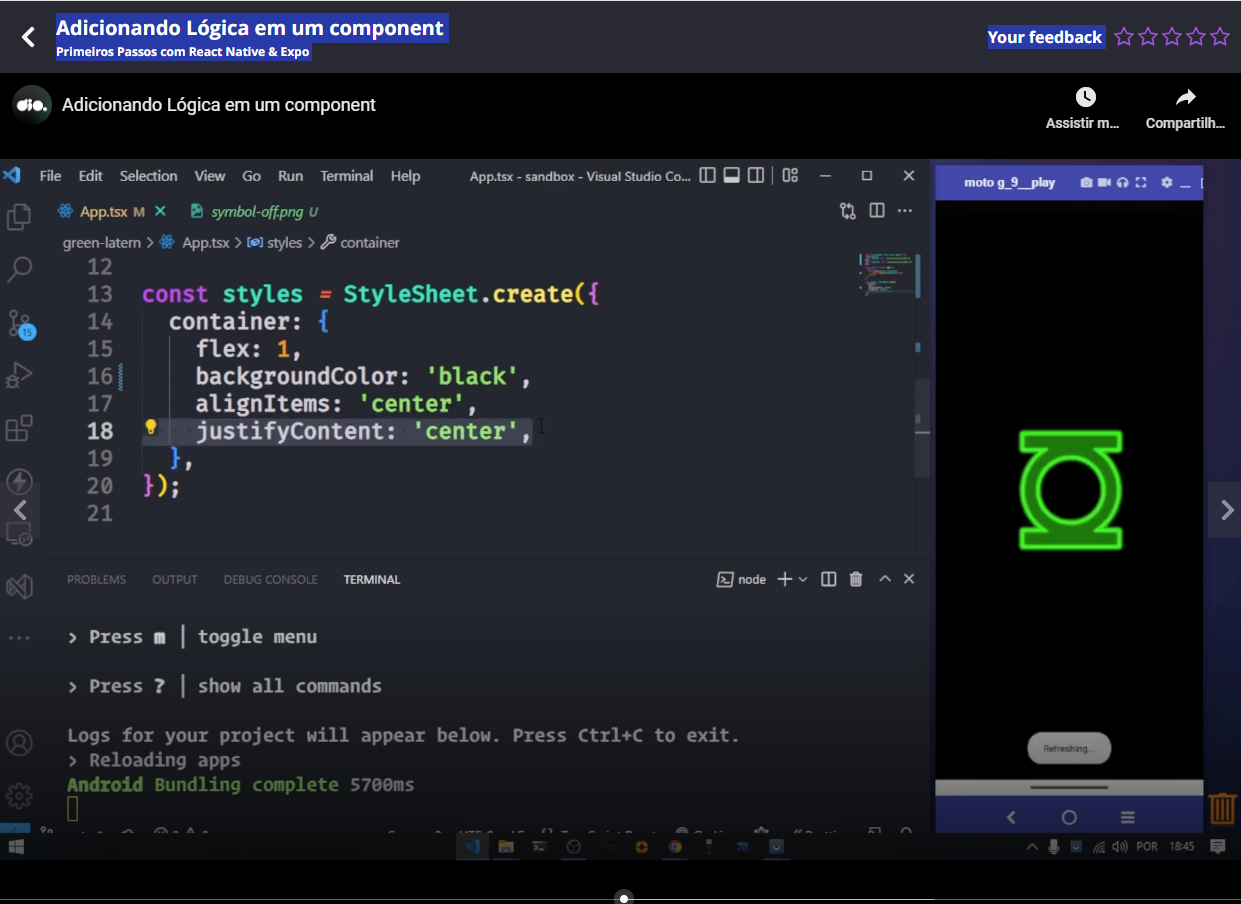 Adicionando Lógica em um component
Primeiros Passos com React Native & Expo
Your feedback
dio.
Adicionando Lógica em um component
Assistir m...
Compartilh...
File Edit Selection View Go Run Terminal Help
App.tsx - sandbox - Visual Studio Co...
moto g_9__play
App.tsx M
symbol-off.png U
green-latern > App.tsx > styles > container
12
13 const styles = StyleSheet.create({
14 container: {
15 flex: 1,
16 backgroundColor: 'black',
17 alignItems: 'center',
18 justifyContent: 'center',
19 },
20 });
21
15
PROBLEMS OUTPUT DEBUG CONSOLE TERMINAL
node
› Press m │ toggle menu
› Press ? │ show all commands
Logs for your project will appear below. Press Ctrl+C to exit.
› Reloading apps
Android Bundling complete 5700ms
Refreshing...
POR 18:45